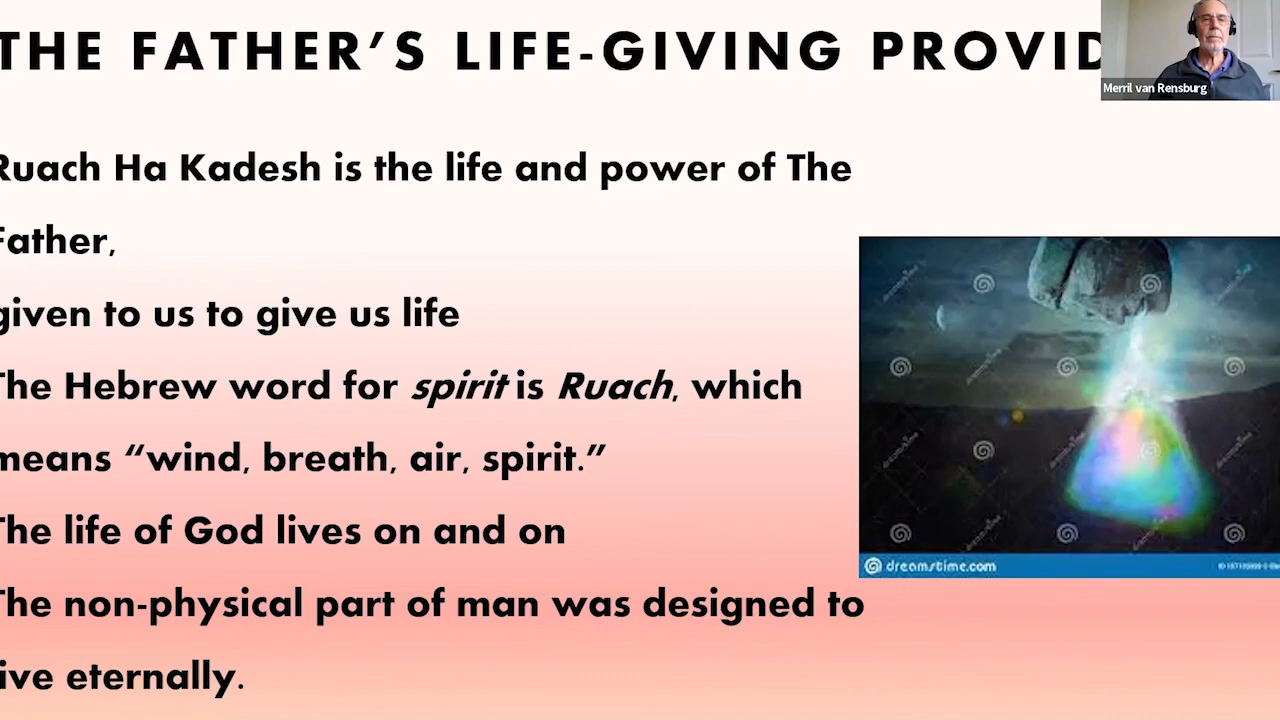 THE FATHER’S LIFE-GIVING PROVID
Merril van Rensburg
Ruach Ha Kadesh is the life and power of The
Father,
given to us to give us life
The Hebrew word for spirit is Ruach, which
means “wind, breath, air, spirit.”
The life of God lives on and on
The non-physical part of man was designed to
live eternally.
dreamstime.com